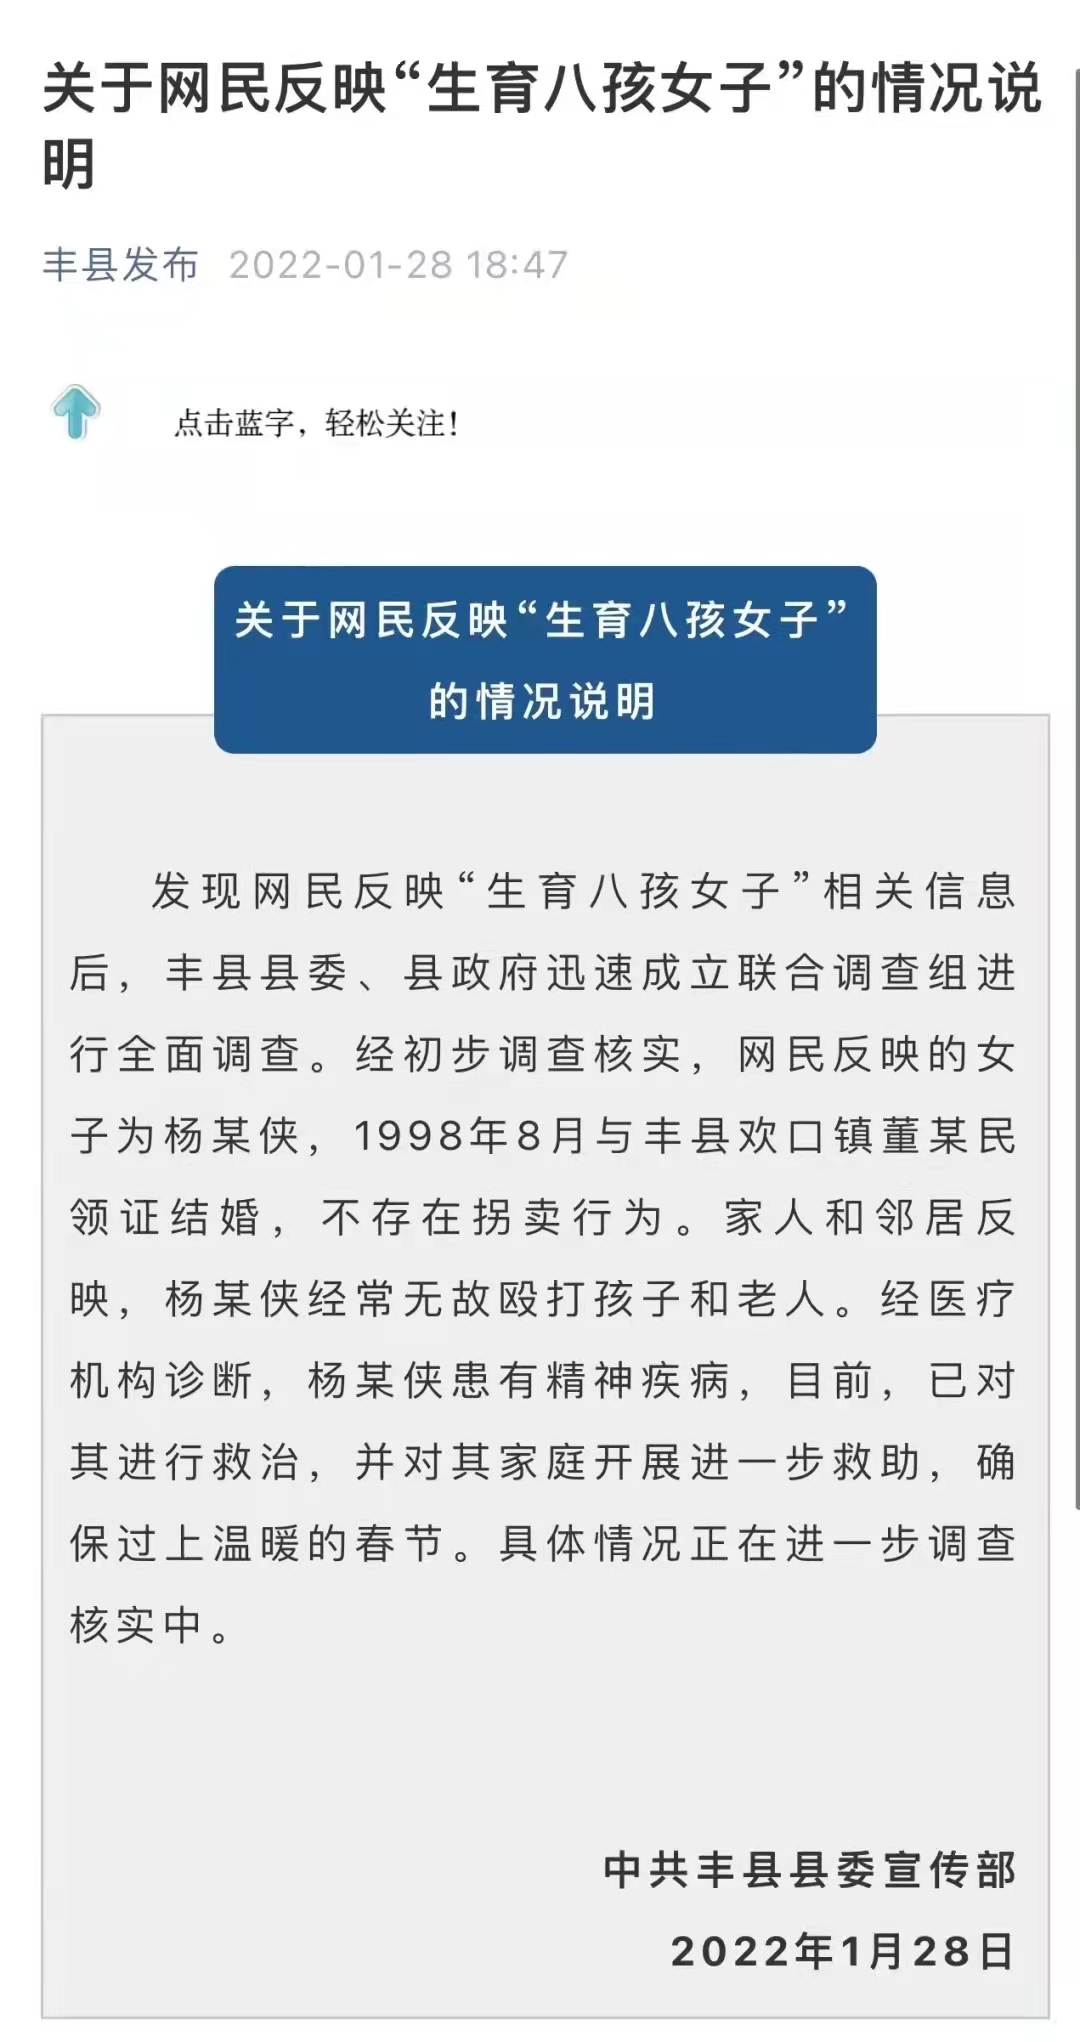 关于网民反映“生育八孩女子”的情况说
明
丰县发布 2022-01-28 18:47
点击蓝字，轻松关注！
关于网民反映“生育八孩女子”
的情况说明
发现网民反映“生育八孩女子”相关信息
后，丰县县委、县政府迅速成立联合调查组进
行全面调查。经初步调查核实，网民反映的女
子为杨某侠，1998年8月与丰县欢口镇董某民
领证结婚，不存在拐卖行为。家人和邻居反
映，杨某侠经常无故殴打孩子和老人。经医疗
机构诊断，杨某侠患有精神疾病，目前，已对
其进行救治，并对其家庭开展进一步救助，确
保过上温暖的春节。具体情况正在进一步调查
核实中。
中共丰县县委宣传部
2022年1月28日